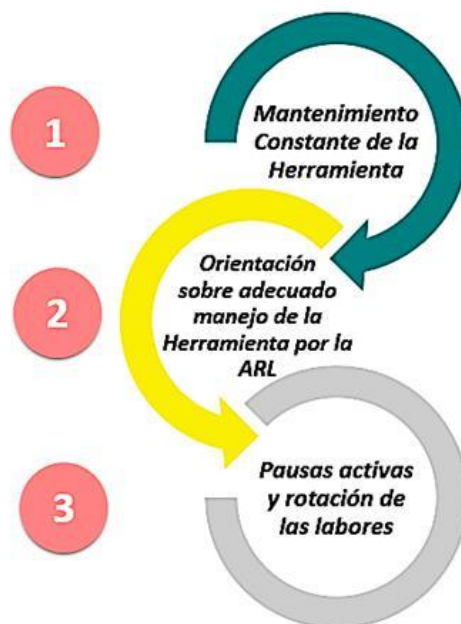 1
Mantenimiento
Constante de la
Herramienta
2
Orientación
sobre adecuado
manejo de la
Herramienta por la
ARL
3
Pausas activas
y rotación de
las labores